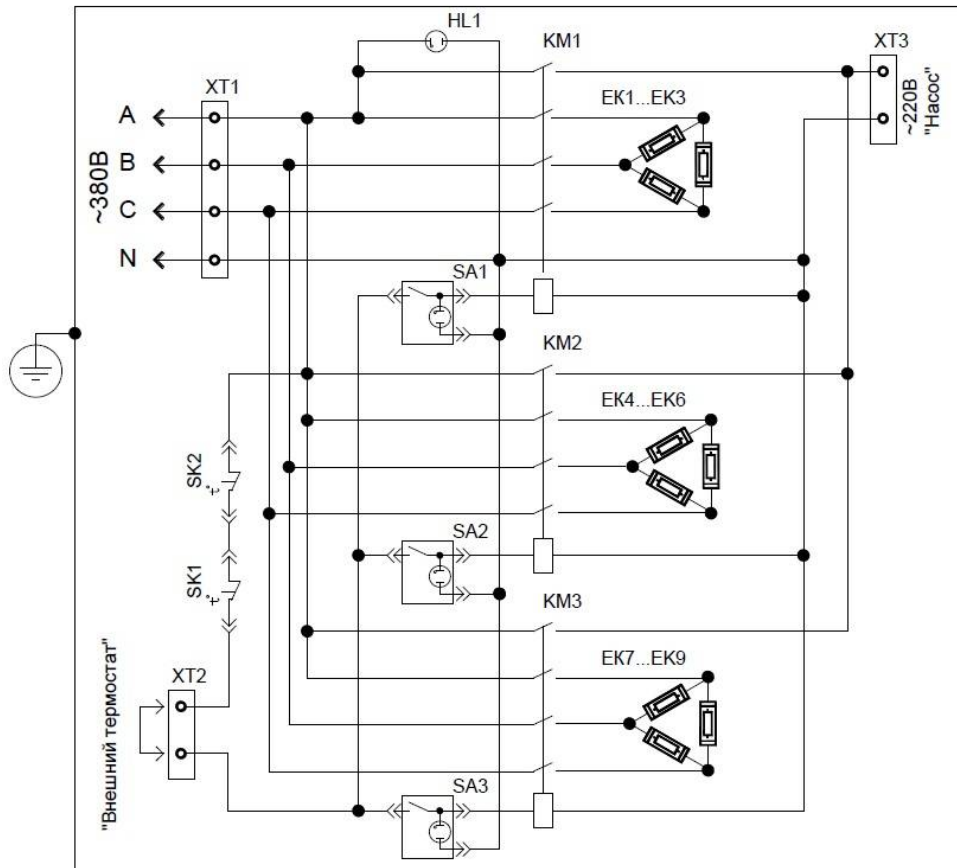 HL1
KM1
XT3
XT1
~220В
"Насос"
EK1...EK3
A
B
C
N
~380В
SA1
KM2
EK4...EK6
SK2
t°
SA2
SK1
t°
KM3
EK7...EK9
XT2
"Внешний термостат"
SA3